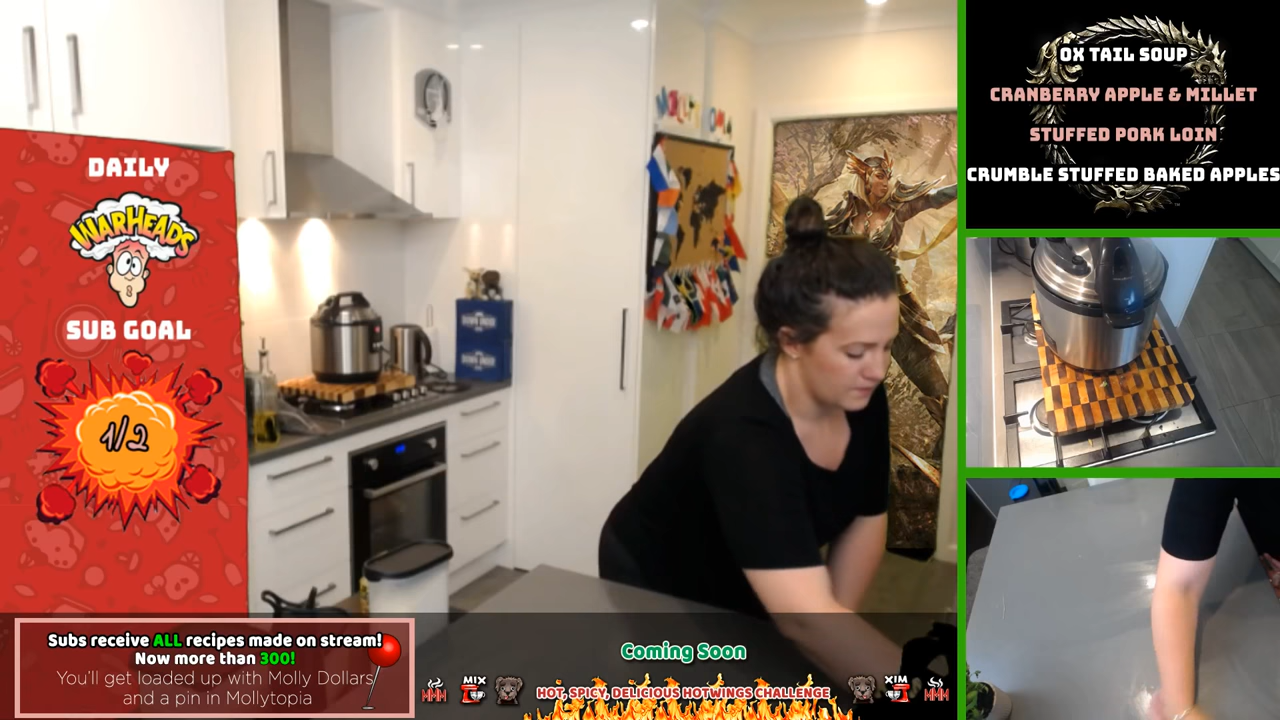 DAILY
WARHEADS
SUB GOAL
1/2
Subs receive ALL recipes made on stream!
Now more than 300!
You'll get loaded up with Molly Dollars
and a pin in Mollytopia
Coming Soon
MIX
HOT, SPICY, DELICIOUS HOTWINGS CHALLENGE
XIM
OX TAIL SOUP
CRANBERRY APPLE & MILLET
STUFFED PORK LOIN
CRUMBLE STUFFED BAKED APPLES